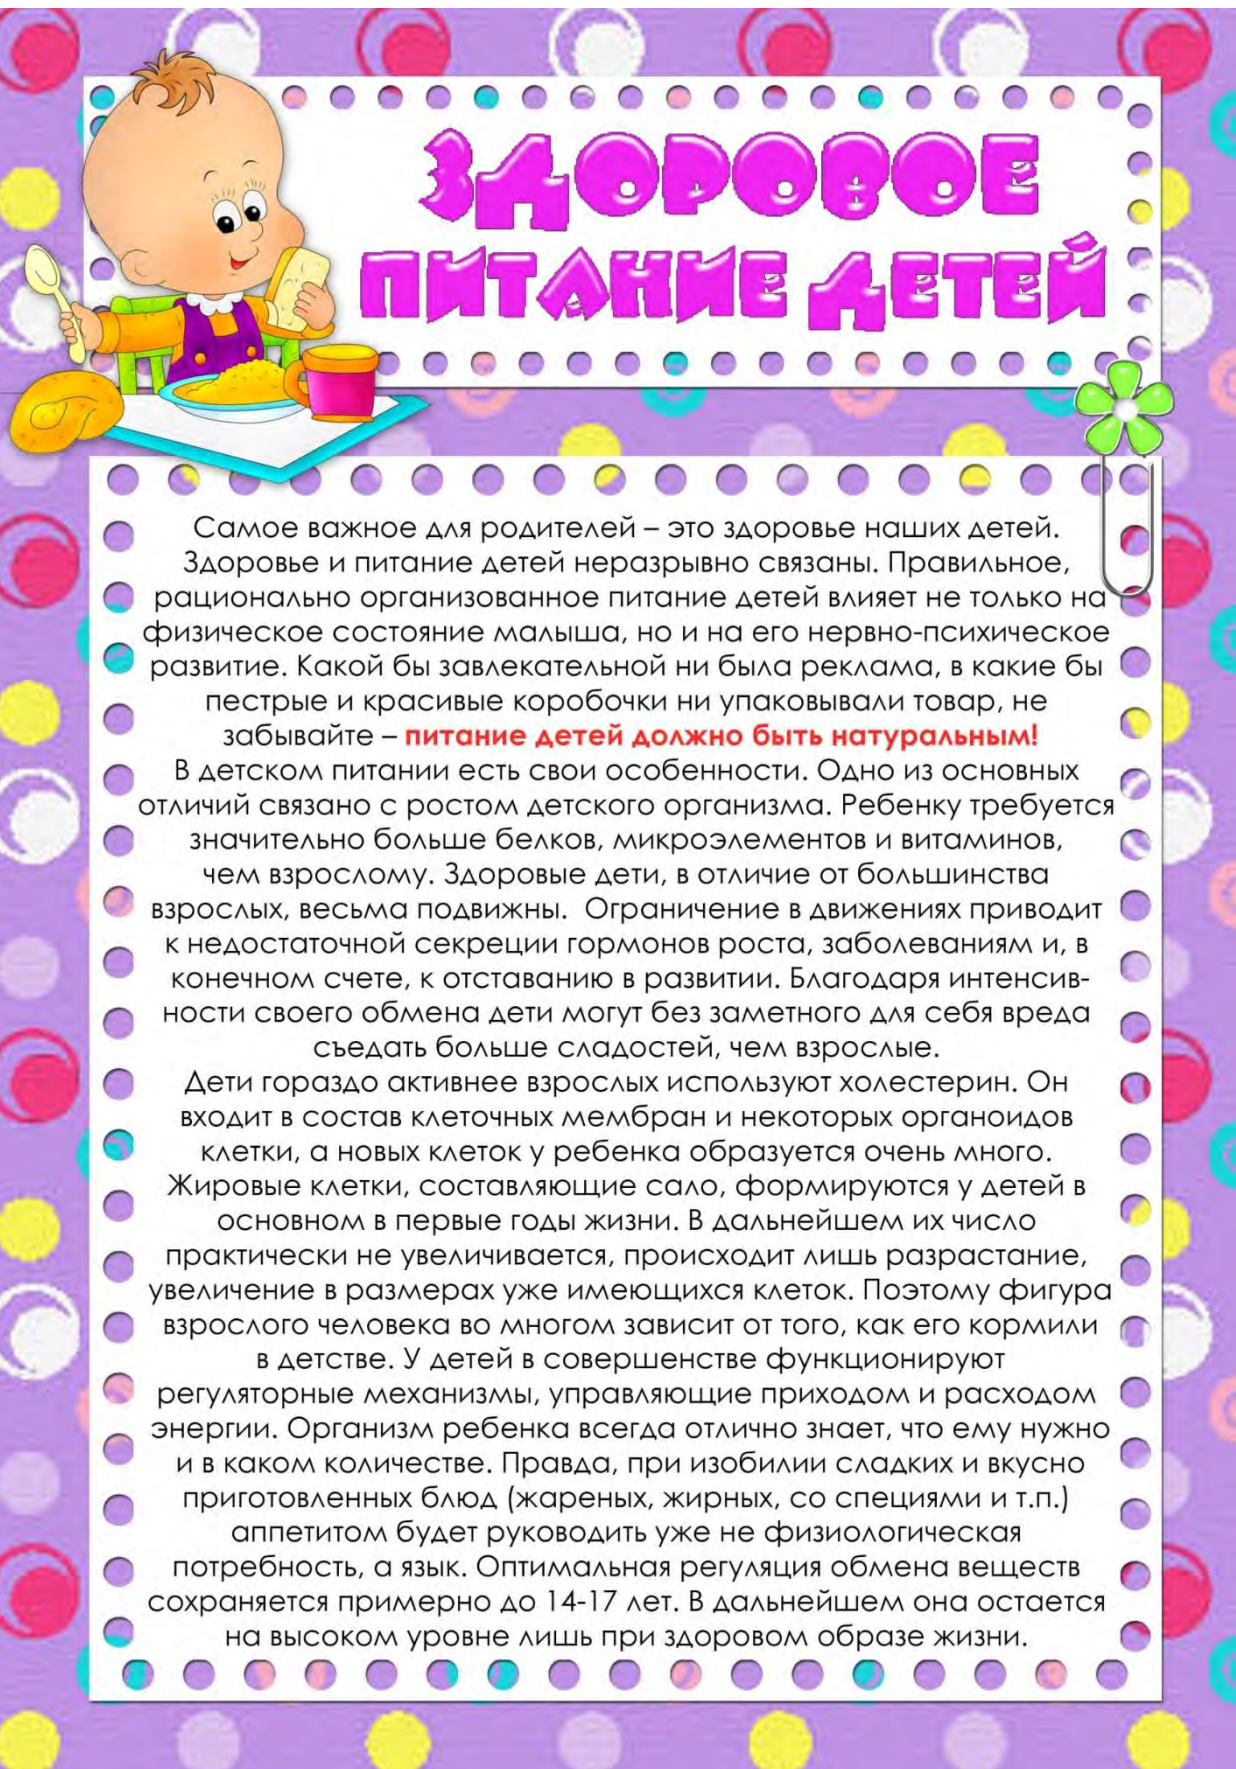 ЗДОРОВОЕ
ПИТАНИЕ ДЕТЕЙ
Самое важное для родителей – это здоровье наших детей.
Здоровье и питание детей неразрывно связаны. Правильное,
рационально организованное питание детей влияет не только на
физическое состояние малыша, но и на его нервно-психическое
развитие. Какой бы завлекательной ни была реклама, в какие бы
пестрые и красивые коробочки ни упаковывали товар, не
забывайте – питание детей должно быть натуральным!
В детском питании есть свои особенности. Одно из основных
отличий связано с ростом детского организма. Ребенку требуется
значительно больше белков, микроэлементов и витаминов,
чем взрослому. Здоровые дети, в отличие от большинства
взрослых, весьма подвижны.  Ограничение в движениях приводит
к недостаточной секреции гормонов роста, заболеваниям и, в
конечном счете, к отставанию в развитии. Благодаря интенсив-
ности своего обмена дети могут без заметного для себя вреда
съедать больше сладостей, чем взрослые.
Дети гораздо активнее взрослых используют холестерин. Он
входит в состав клеточных мембран и некоторых органоидов
клетки, а новых клеток у ребенка образуется очень много.
Жировые клетки, составляющие сало, формируются у детей в
основном в первые годы жизни. В дальнейшем их число
практически не увеличивается, происходит лишь разрастание,
увеличение в размерах уже имеющихся клеток. Поэтому фигура
взрослого человека во многом зависит от того, как его кормили
в детстве. У детей в совершенстве функционируют
регуляторные механизмы, управляющие приходом и расходом
энергии. Организм ребенка всегда отлично знает, что ему нужно
и в каком количестве. Правда, при изобилии сладких и вкусно
приготовленных блюд (жареных, жирных, со специями и т.п.)
аппетитом будет руководить уже не физиологическая
потребность, а язык. Оптимальная регуляция обмена веществ
сохраняется примерно до 14-17 лет. В дальнейшем она остается
на высоком уровне лишь при здоровом образе жизни.